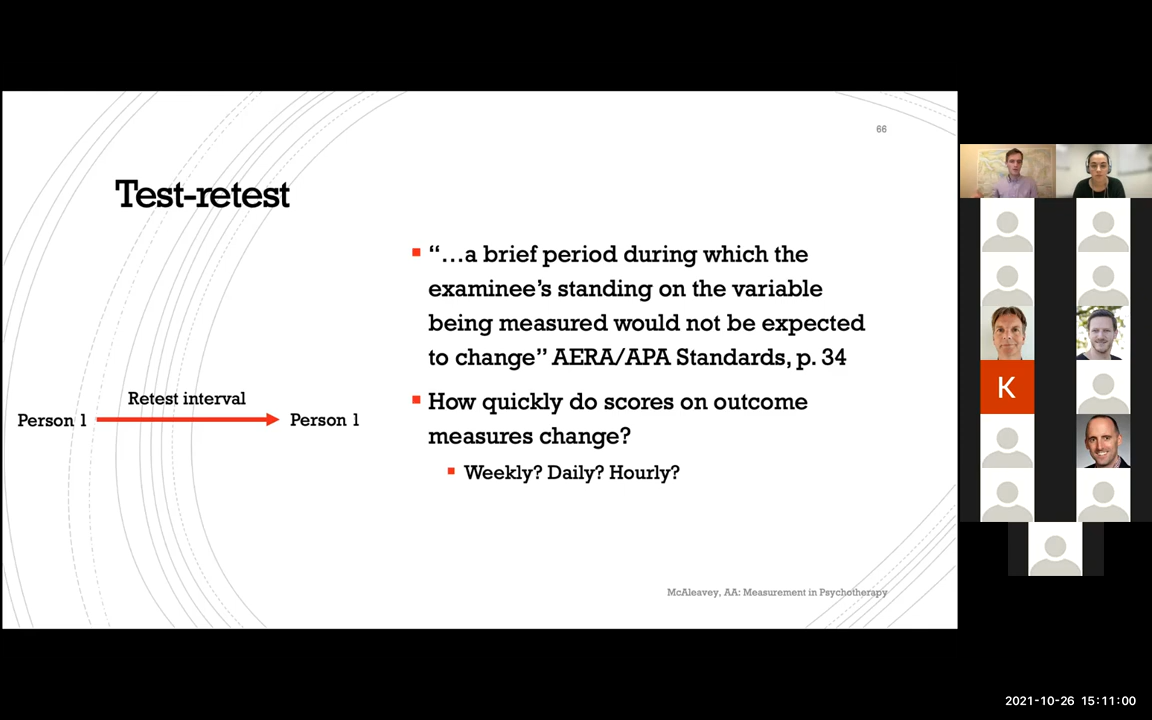 66
Test-retest
“…a brief period during which the
examinee’s standing on the variable
being measured would not be expected
to change” AERA/APA Standards, p. 34
How quickly do scores on outcome
measures change?
Weekly? Daily? Hourly?
Retest interval
Person 1
Person 1
McAleavey, AA: Measurement in Psychotherapy
K
2021-10-26 15:11:00